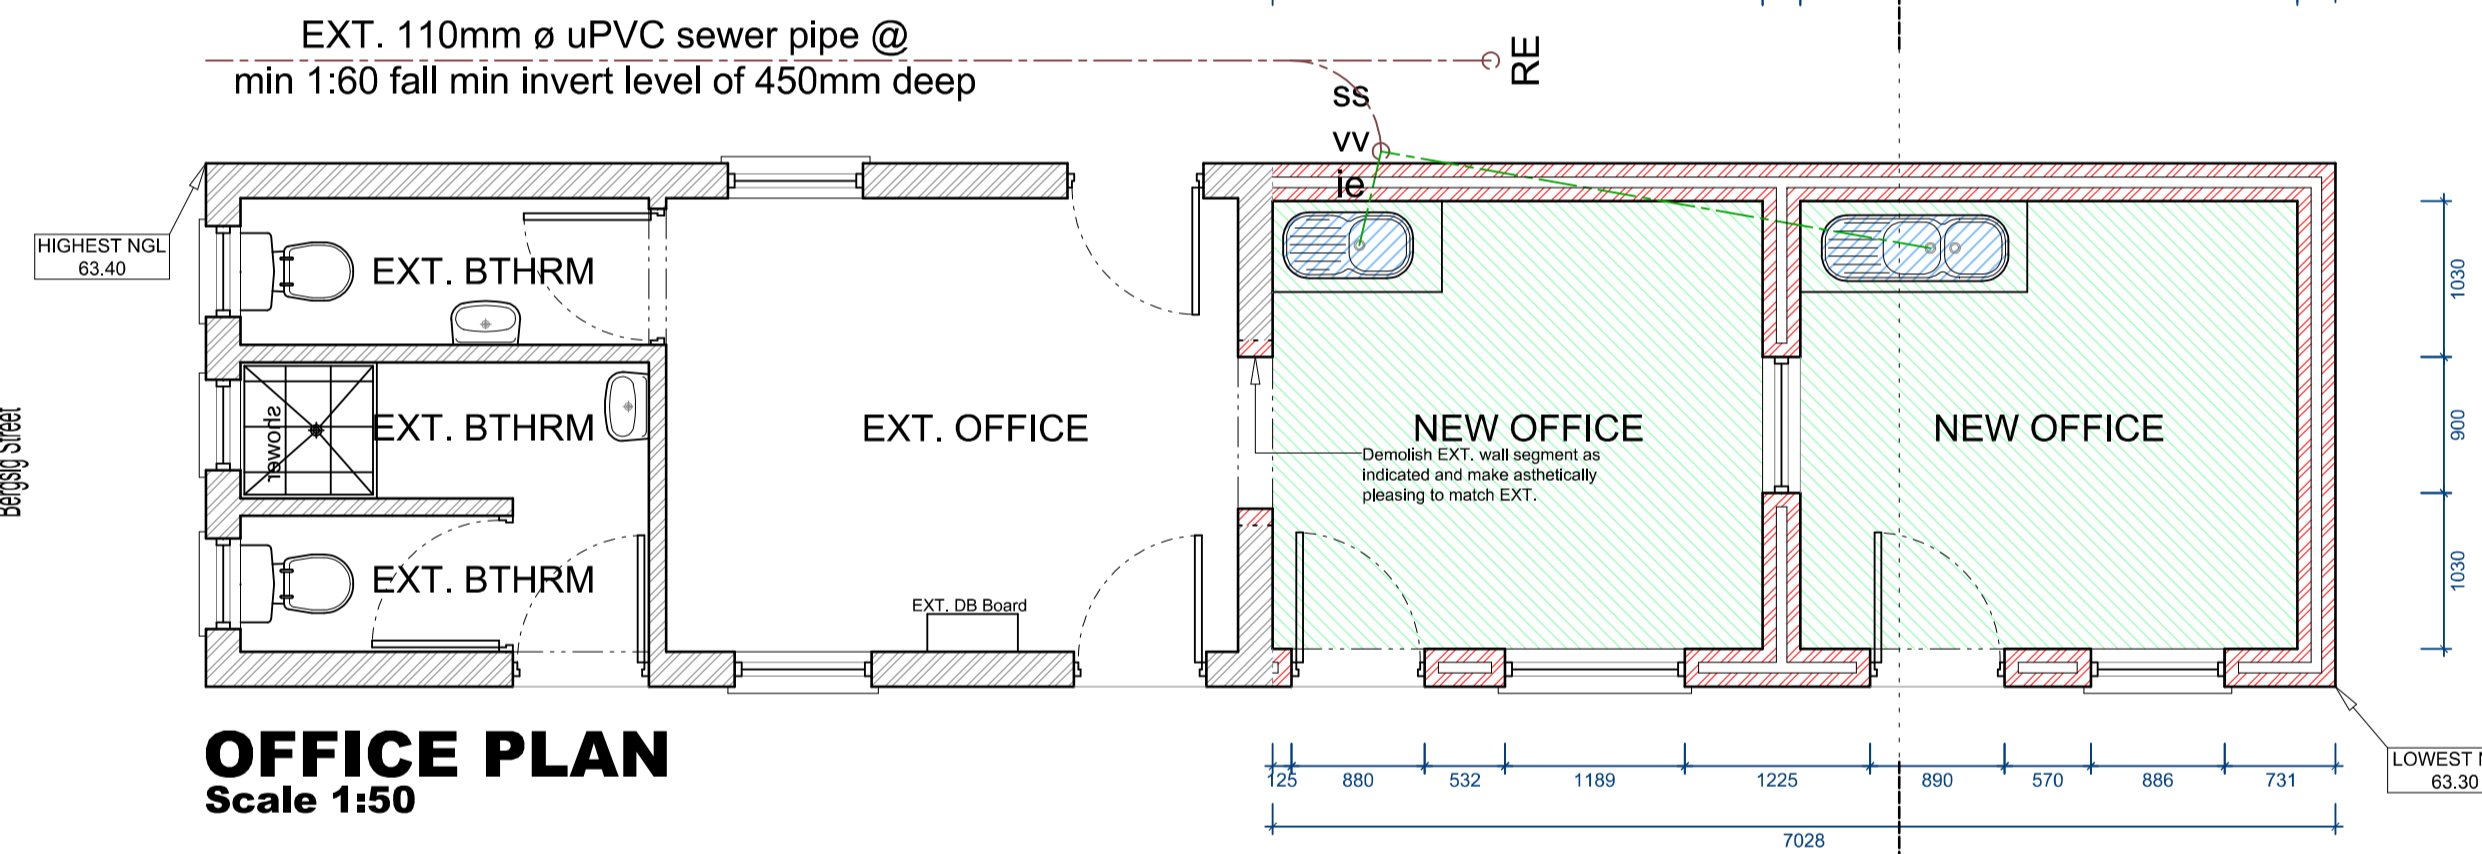 EXT. 110mm ø uPVC sewer pipe @
min 1:60 fall min invert level of 450mm deep
RE
ss
vv
ie
HIGHEST NGL
63.40
EXT. BTHRM
EXT. BTHRM
shower
EXT. BTHRM
EXT. OFFICE
EXT. DB Board
NEW OFFICE
Demolish EXT. wall segment as
indicated and make asthetically
pleasing to match EXT.
NEW OFFICE
1030
900
1030
Bergsig Street
OFFICE PLAN
Scale 1:50
125 880 532 1189 1225 890 570 886 731
7028
LOWEST
63.30